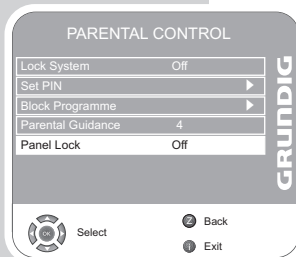 PARENTAL CONTROL
Lock System Off
Set PIN
Block Programme
Parental Guidance 4
Panel Lock Off
GRUNDIG
OK Select
Z Back
i Exit